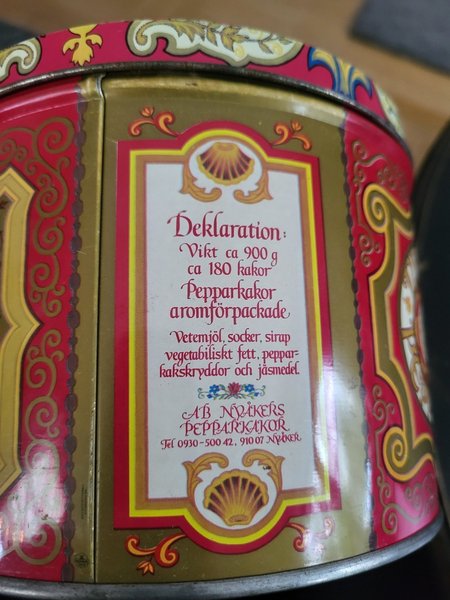 Deklaration:
Vikt ca 900 g
ca 180 kakor
Pepparkakor
aromförpackade
Vetemjöl, socker, sirap
vegetabiliskt fett, peppar-
kakskryddor och jäsmedel.
AB NYÅKERS
PEPPARKAKOR
Tel 0930-500 42, 910 07 NYÅKER